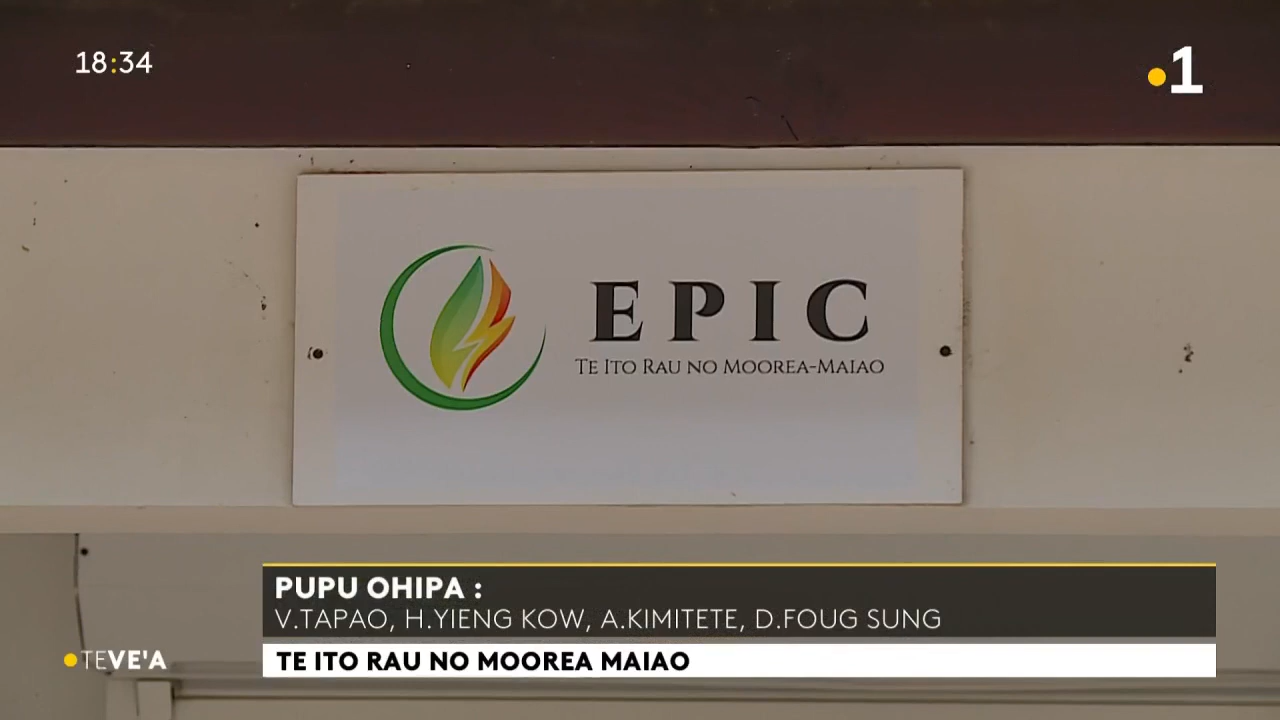 18:34
1
EPIC
TE ITO RAU NO MOOREA-MAIAO
PUPU OHIPA :
V.TAPAO, H.YIENG KOW, A.KIMITETE, D.FOUG SUNG
TEVE'A
TE ITO RAU NO MOOREA MAIAO